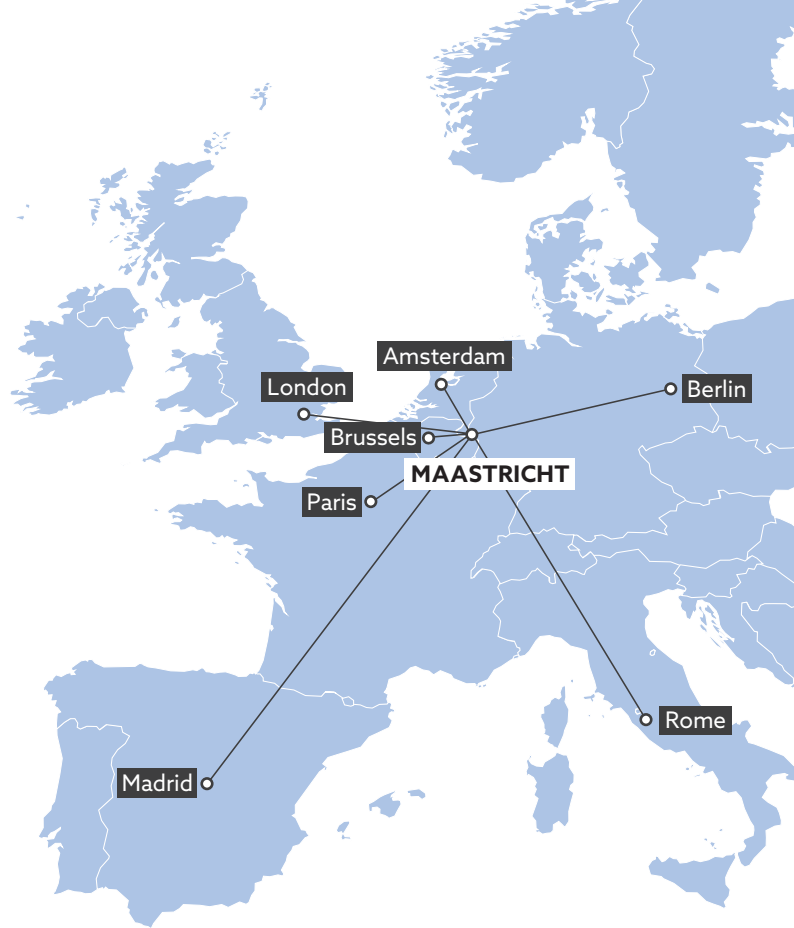 Amsterdam
London
Berlin
Brussels
MAASTRICHT
Paris
Rome
Madrid